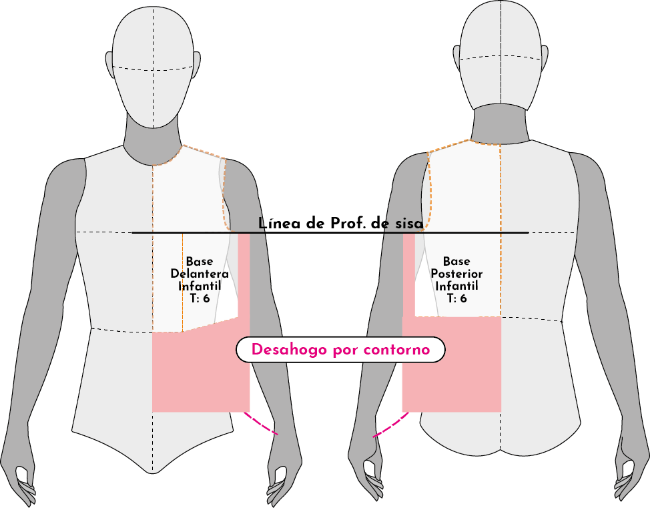 Línea de Prof. de sisa
Base
Delantera
Infantil
T: 6
Base
Posterior
Infantil
T: 6
Desahogo por contorno